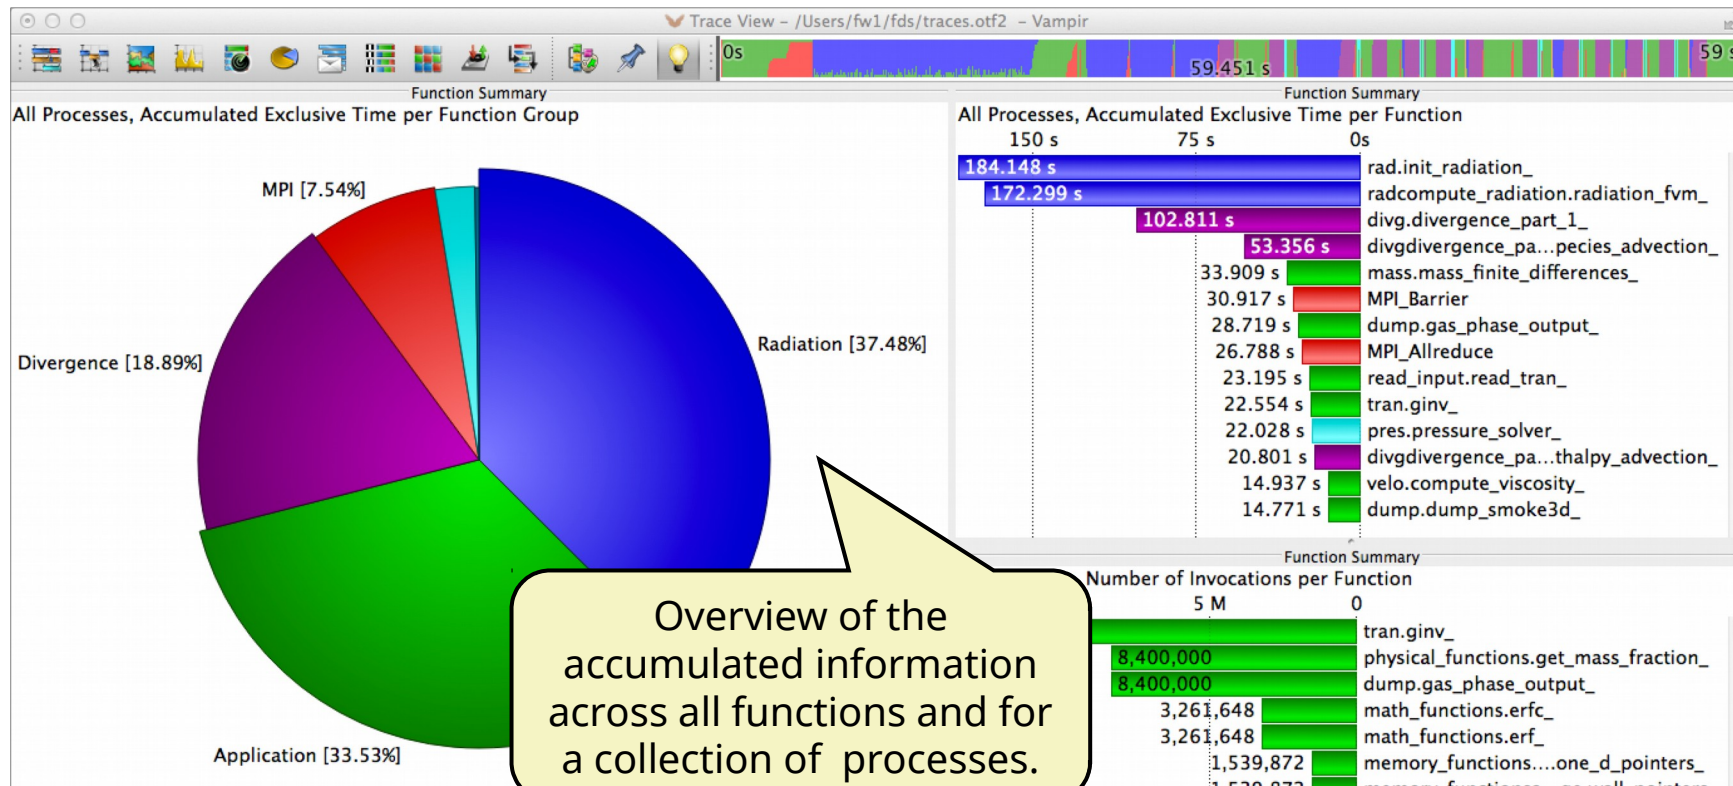 Trace View – /Users/fw1/fds/traces.otf2 – Vampir
0s
59.451 s
59 s
Function Summary
All Processes, Accumulated Exclusive Time per Function Group
MPI [7.54%]
Radiation [37.48%]
Divergence [18.89%]
Application [33.53%]
Function Summary
All Processes, Accumulated Exclusive Time per Function
150 s 75 s 0s
184.148 s rad.init_radiation_
172.299 s radcompute_radiation.radiation_fvm_
102.811 s divg.divergence_part_1_
53.356 s divgdivergence_pa...pecies_advection_
33.909 s mass.mass_finite_differences_
30.917 s MPI_Barrier
28.719 s dump.gas_phase_output_
26.788 s MPI_Allreduce
23.195 s read_input.read_tran_
22.554 s tran.ginv_
22.028 s pres.pressure_solver_
20.801 s divgdivergence_pa...thalpy_advection_
14.937 s velo.compute_viscosity_
14.771 s dump.dump_smoke3d_
Function Summary
Number of Invocations per Function
5 M 0
tran.ginv_
8,400,000 physical_functions.get_mass_fraction_
8,400,000 dump.gas_phase_output_
3,261,648 math_functions.erfc_
3,261,648 math_functions.erf_
1,539,872 memory_functions....one_d_pointers_
Overview of the
accumulated information
across all functions and for
a collection of processes.